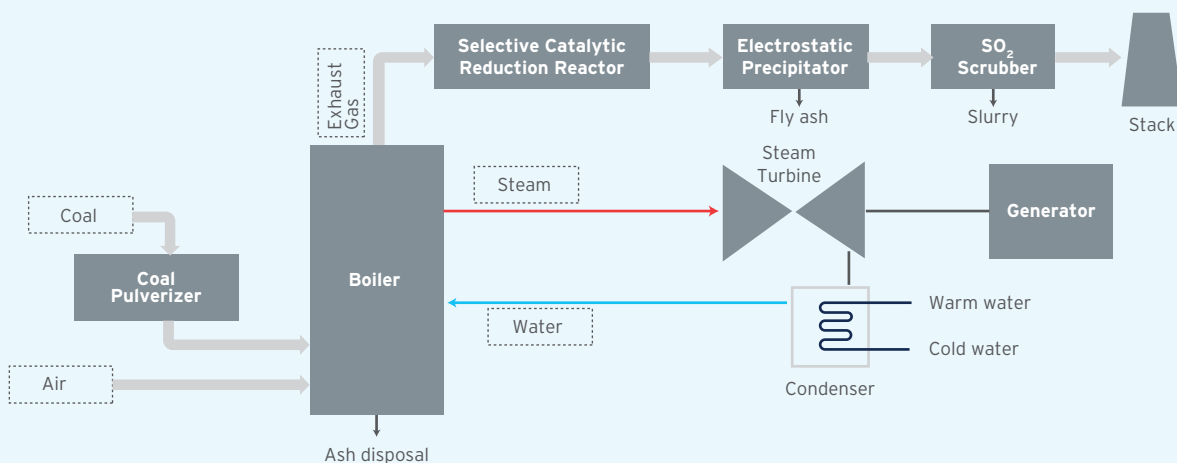 Selective Catalytic
Reduction Reactor
Electrostatic
Precipitator
SO₂
Scrubber
Exhaust
Gas
Fly ash
Slurry
Stack
Steam
Turbine
Steam
Coal
Generator
Coal
Pulverizer
Boiler
Warm water
Water
Cold water
Air
Condenser
Ash disposal